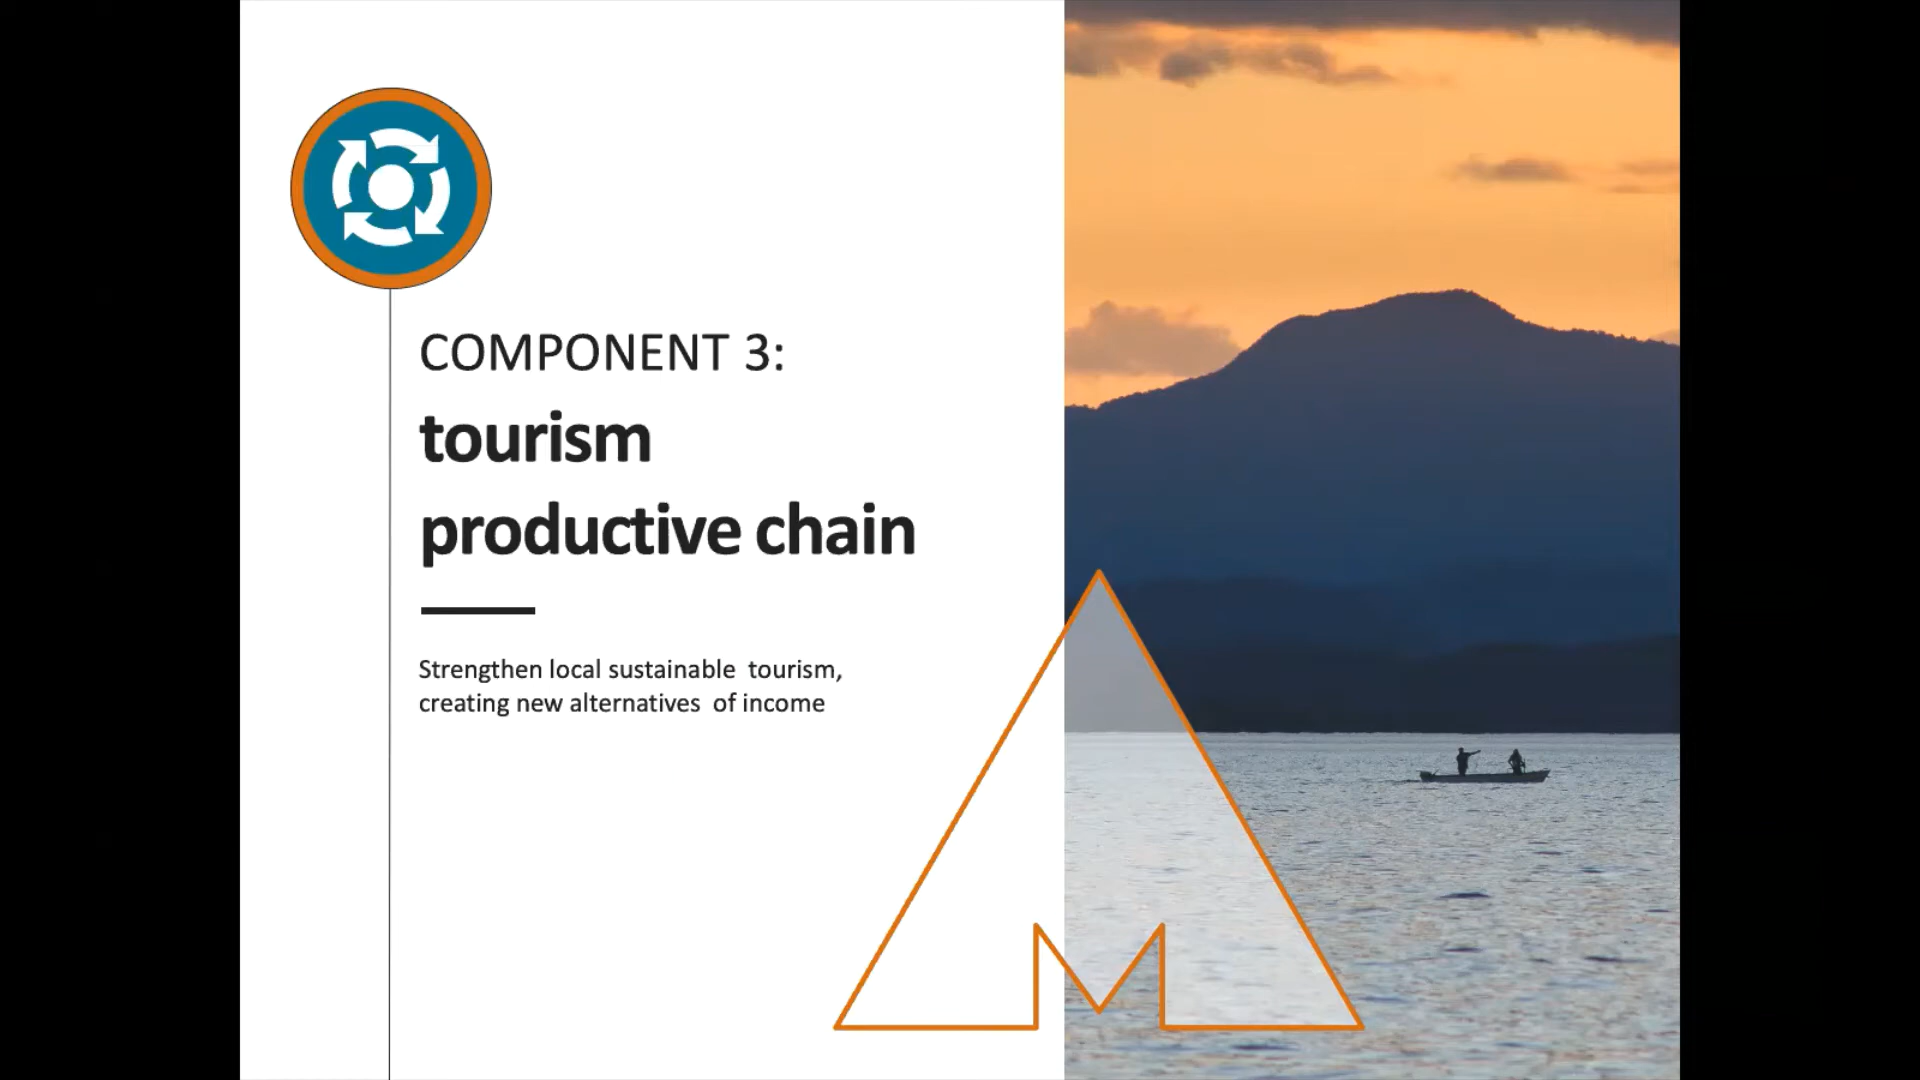 COMPONENT 3:
tourism
productive chain
Strengthen local sustainable tourism,
creating new alternatives of income